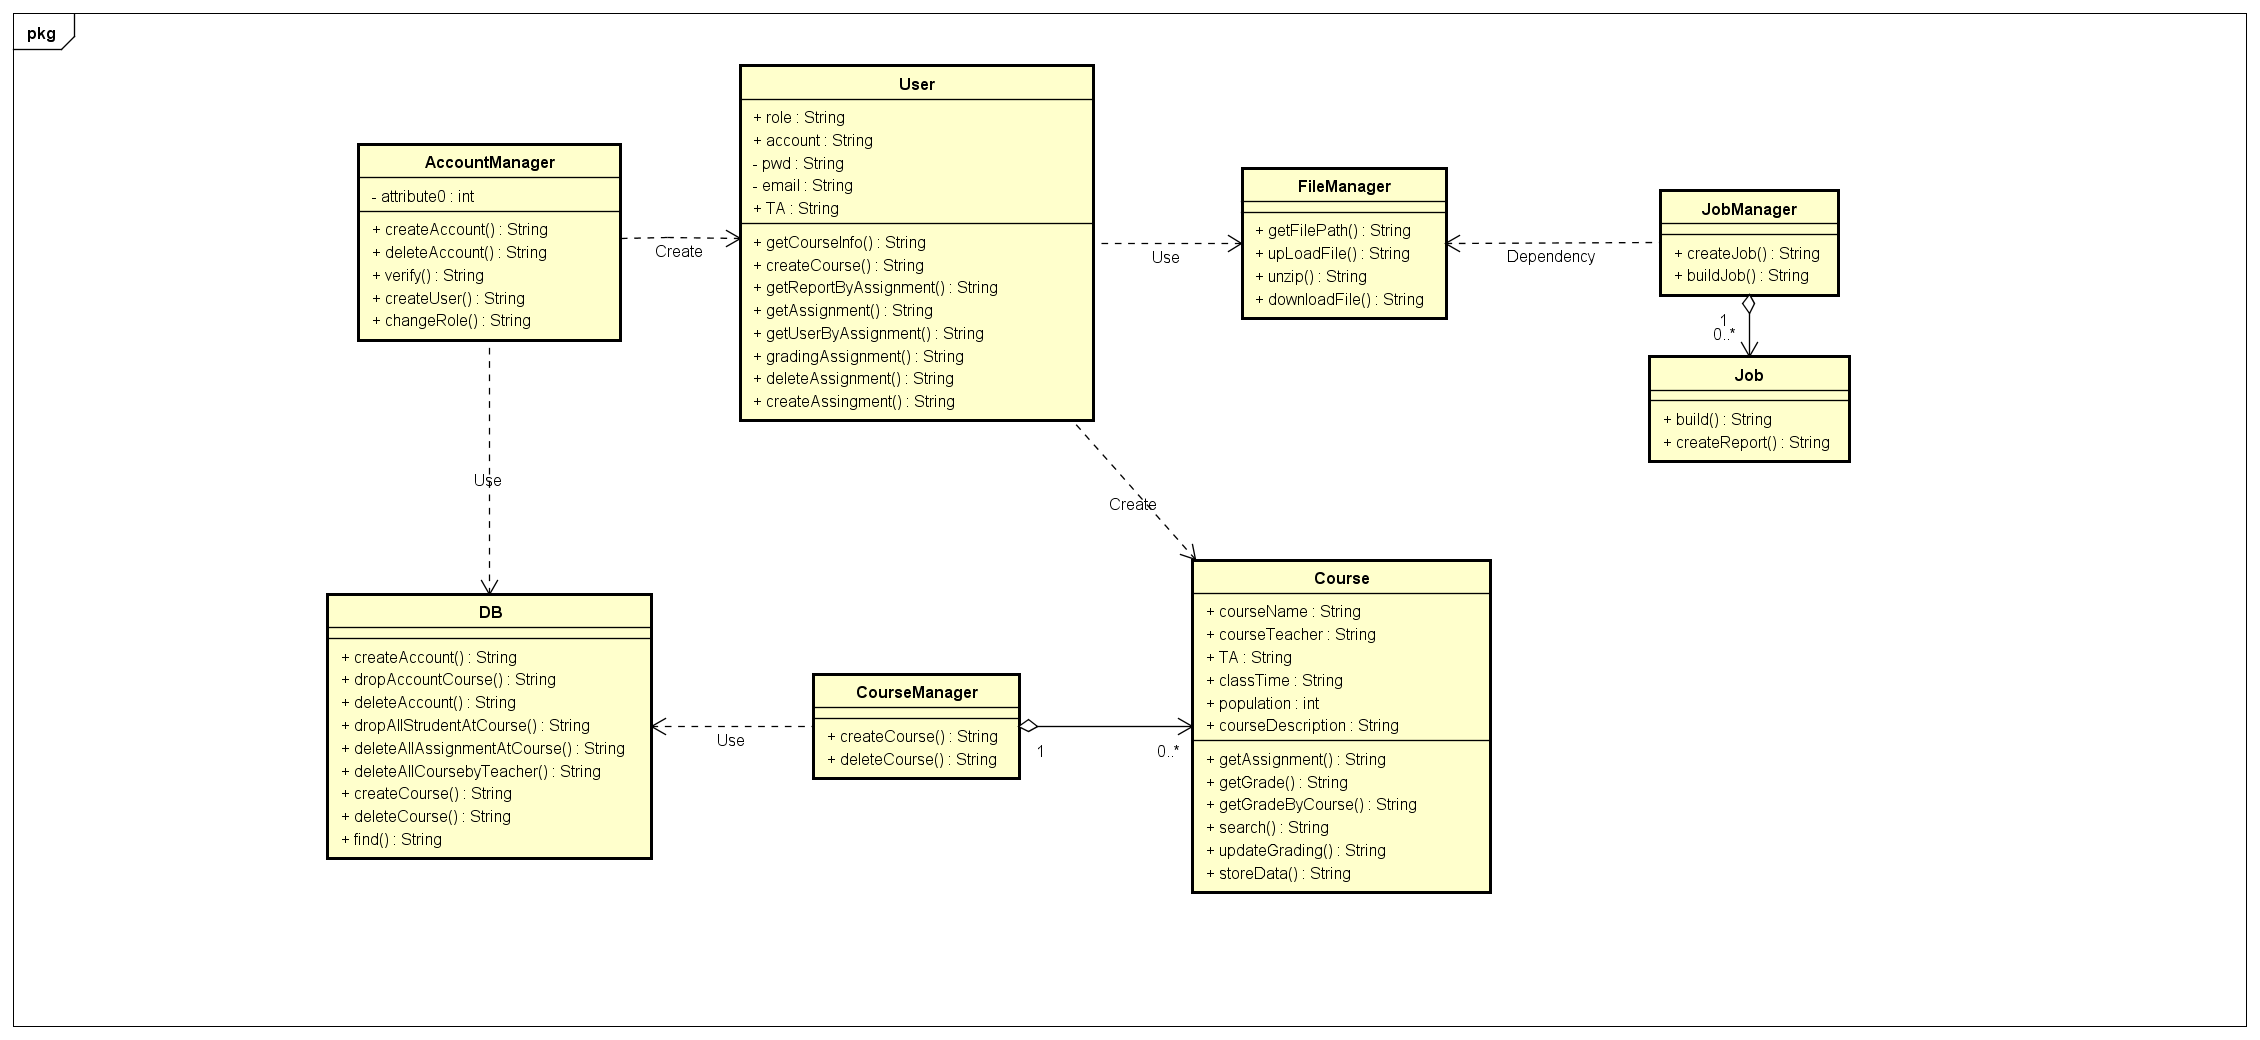 pkg
User
+ role : String
+ account : String
- pwd : String
- email : String
+ TA : String
+ getCourseInfo() : String
+ createCourse() : String
+ getReportByAssignment() : String
+ getAssignment() : String
+ getUserByAssignment() : String
+ gradingAssignment() : String
+ deleteAssignment() : String
+ createAssingment() : String
AccountManager
- attribute0 : int
+ createAccount() : String
+ deleteAccount() : String
+ verify() : String
+ createUser() : String
+ changeRole() : String
Create
Use
FileManager
+ getFilePath() : String
+ upLoadFile() : String
+ unzip() : String
+ downloadFile() : String
Dependency
JobManager
+ createJob() : String
+ buildJob() : String
1
0..*
Job
+ build() : String
+ createReport() : String
Use
Create
DB
+ createAccount() : String
+ dropAccountCourse() : String
+ deleteAccount() : String
+ dropAllStrudentAtCourse() : String
+ deleteAllAssignmentAtCourse() : String
+ deleteAllCoursebyTeacher() : String
+ createCourse() : String
+ deleteCourse() : String
+ find() : String
Use
CourseManager
+ createCourse() : String
+ deleteCourse() : String
1
0..*
Course
+ courseName : String
+ courseTeacher : String
+ TA : String
+ classTime : String
+ population : int
+ courseDescription : String
+ getAssignment() : String
+ getGrade() : String
+ getGradeByCourse() : String
+ search() : String
+ updateGrading() : String
+ storeData() : String